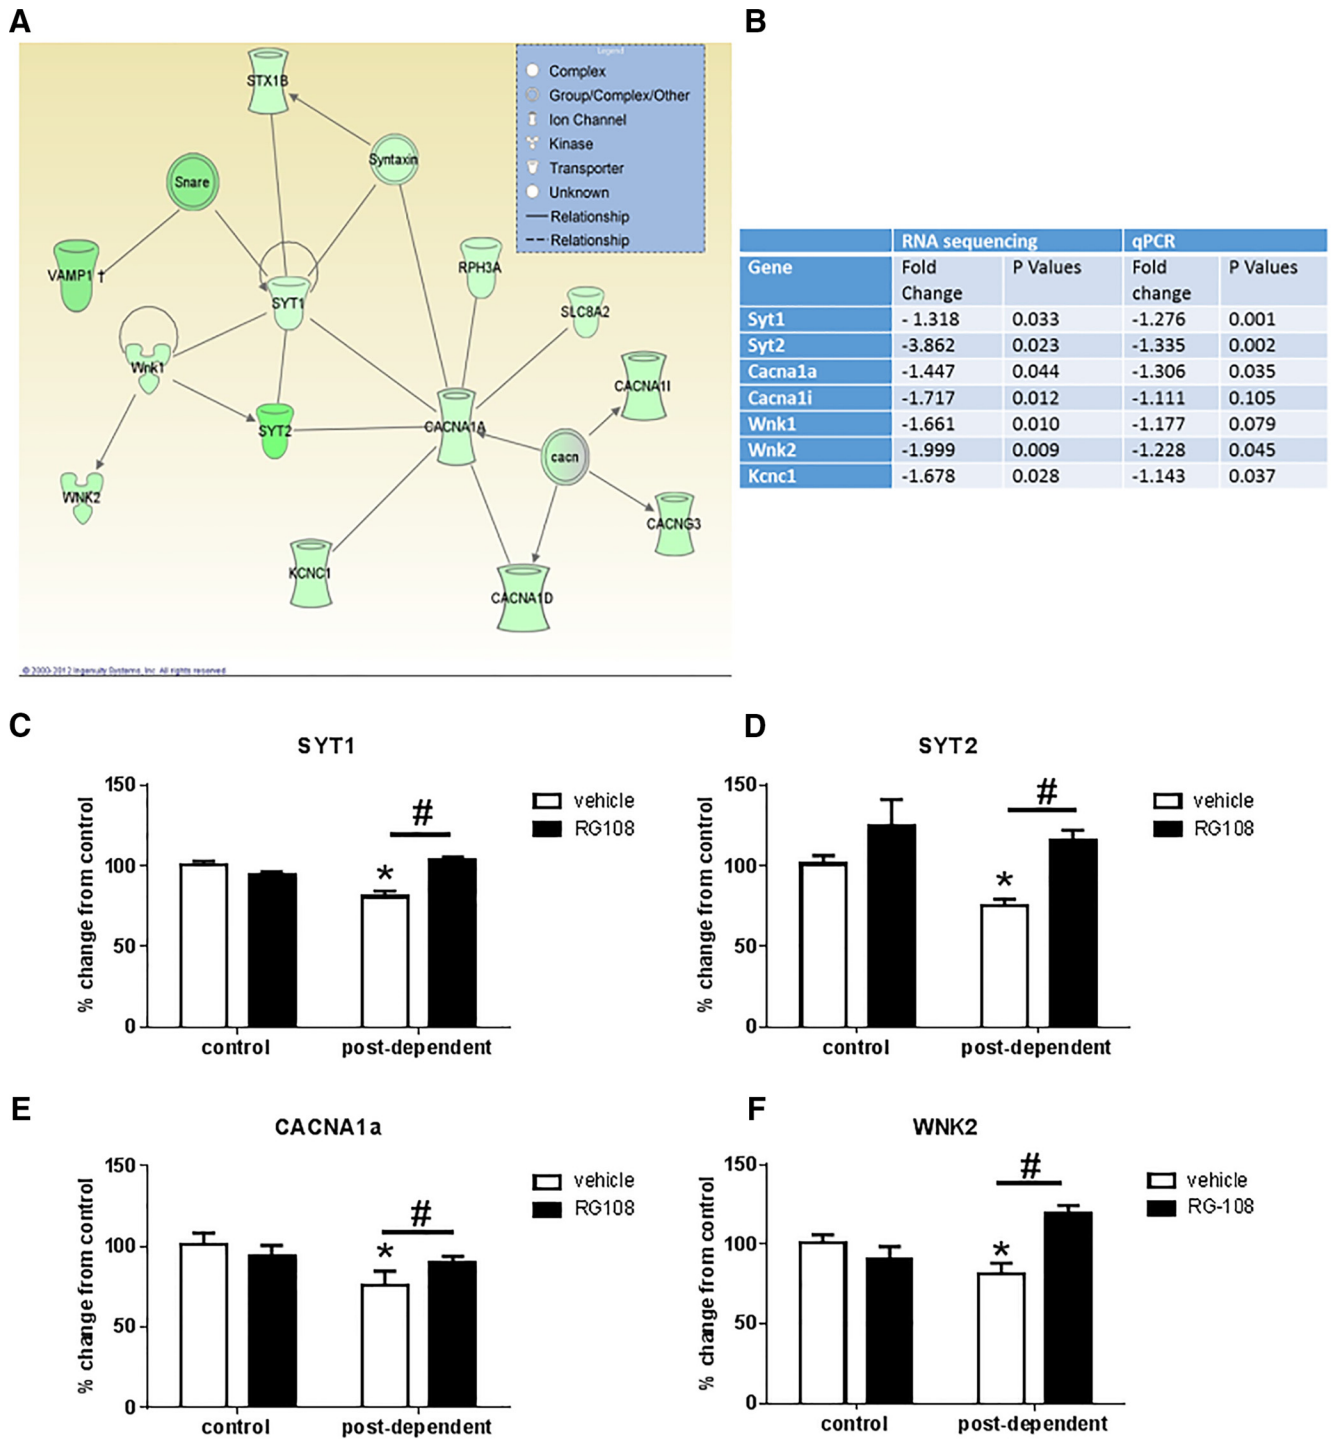 A
B
Legend
Complex
Group/Complex/Other
Ion Channel
Kinase
Transporter
Unknown
Relationship
Relationship
STX1B
Syntaxin
Snare
VAMP1 †
RPH3A
SYT1
SLC8A2
Wnk1
CACNA1I
SYT2
CACNA1A
cacn
WNK2
CACNG3
KCNC1
CACNA1D
© 2000-2012 Ingenuity Systems, Inc. All rights reserved.
RNA sequencing qPCR
Gene Fold Change P Values Fold change P Values
Syt1 - 1.318 0.033 -1.276 0.001
Syt2 -3.862 0.023 -1.335 0.002
Cacna1a -1.447 0.044 -1.306 0.035
Cacna1i -1.717 0.012 -1.111 0.105
Wnk1 -1.661 0.010 -1.177 0.079
Wnk2 -1.999 0.009 -1.228 0.045
Kcnc1 -1.678 0.028 -1.143 0.037
C
SYT1
% change from control
150
100
50
0
*
#
vehicle
RG108
control post-dependent
D
SYT2
% change from control
150
100
50
0
*
#
vehicle
RG108
control post-dependent
E
CACNA1a
% change from control
150
100
50
0
*
#
vehicle
RG108
control post-dependent
F
WNK2
% change from control
150
100
50
0
*
#
vehicle
RG-108
control post-dependent